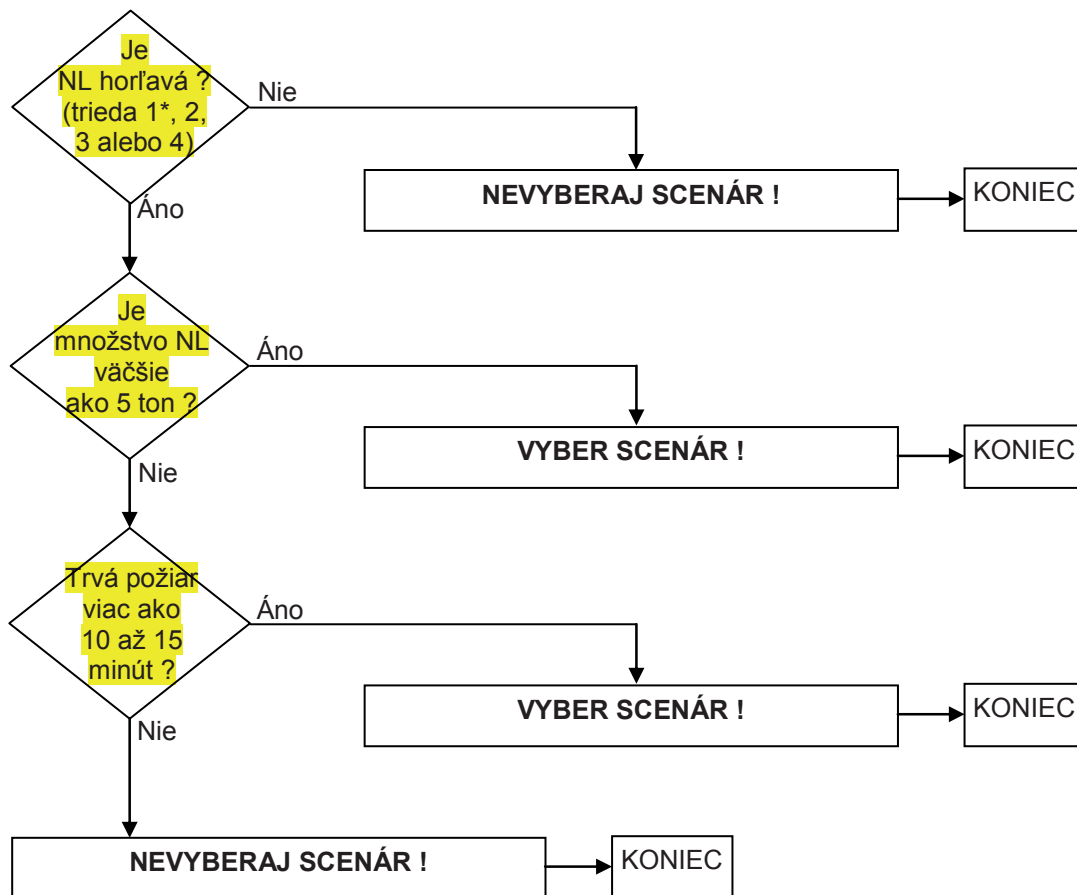 Je
NL horľavá ?
(trieda 1*, 2,
3 alebo 4)
Nie
NEVYBERAJ SCENÁR !
KONIEC
Áno
Je
množstvo NL
väčšie
ako 5 ton ?
Áno
VYBER SCENÁR !
KONIEC
Nie
Trvá požiar
viac ako
10 až 15
minút ?
Áno
VYBER SCENÁR !
KONIEC
Nie
NEVYBERAJ SCENÁR !
KONIEC